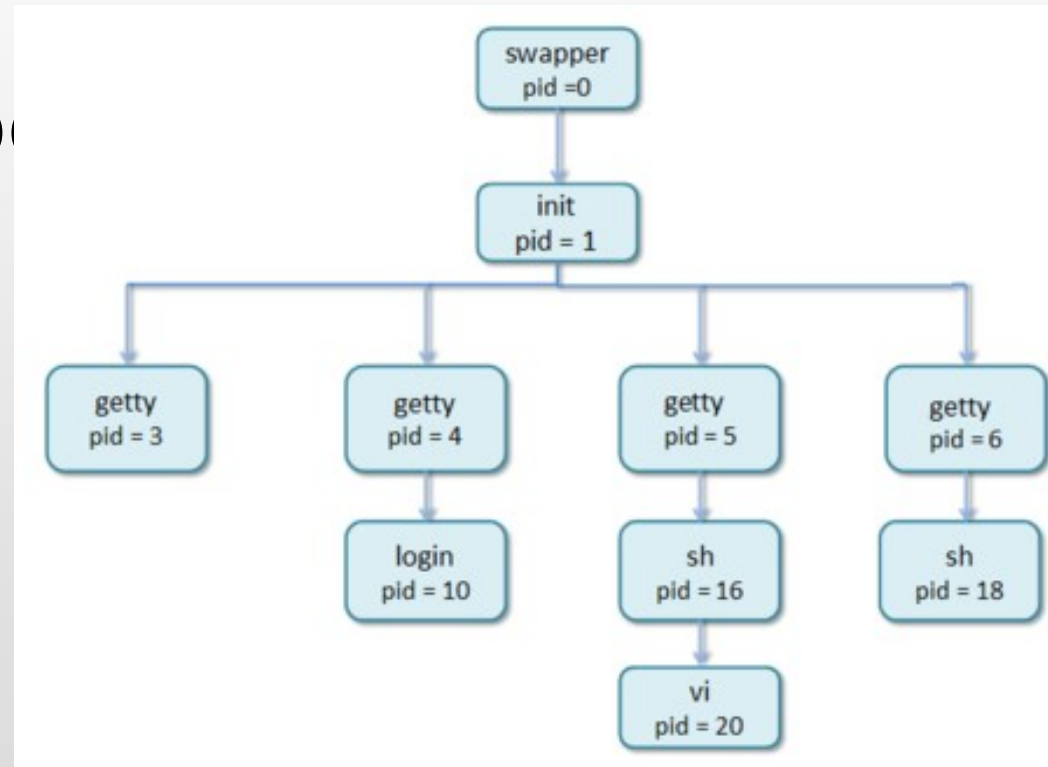 swapper
pid =0
init
pid = 1
getty
pid = 3
getty
pid = 4
getty
pid = 5
getty
pid = 6
login
pid = 10
sh
pid = 16
sh
pid = 18
vi
pid = 20